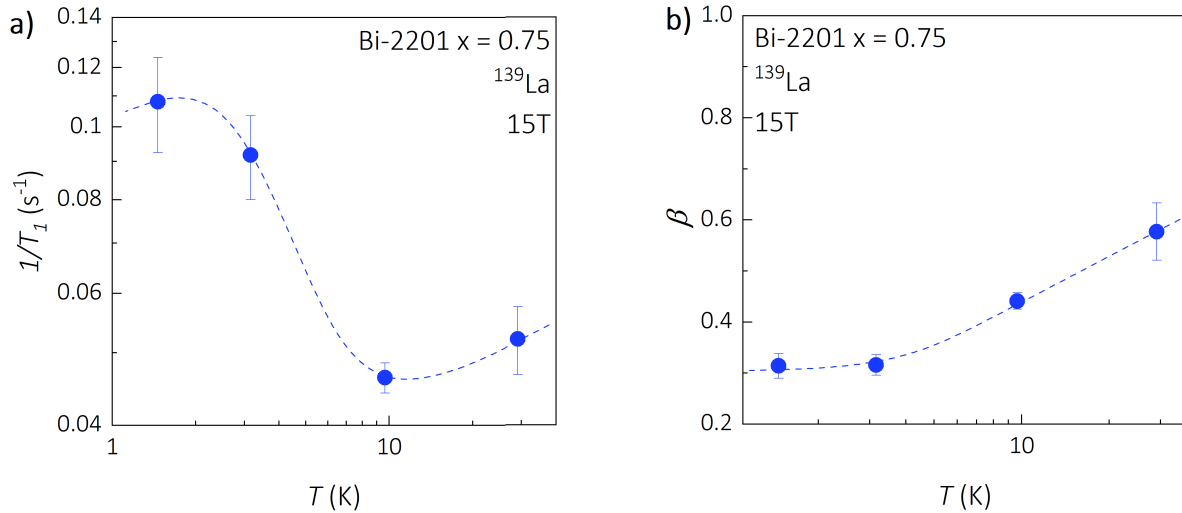 a)
Bi-2201 x = 0.75
¹³⁹La
15T
0.14
0.12
0.1
0.08
0.06
0.04
1/T₁ (s⁻¹)
1
10
T (K)
b)
Bi-2201 x = 0.75
¹³⁹La
15T
1.0
0.8
0.6
0.4
0.2
β
10
T (K)